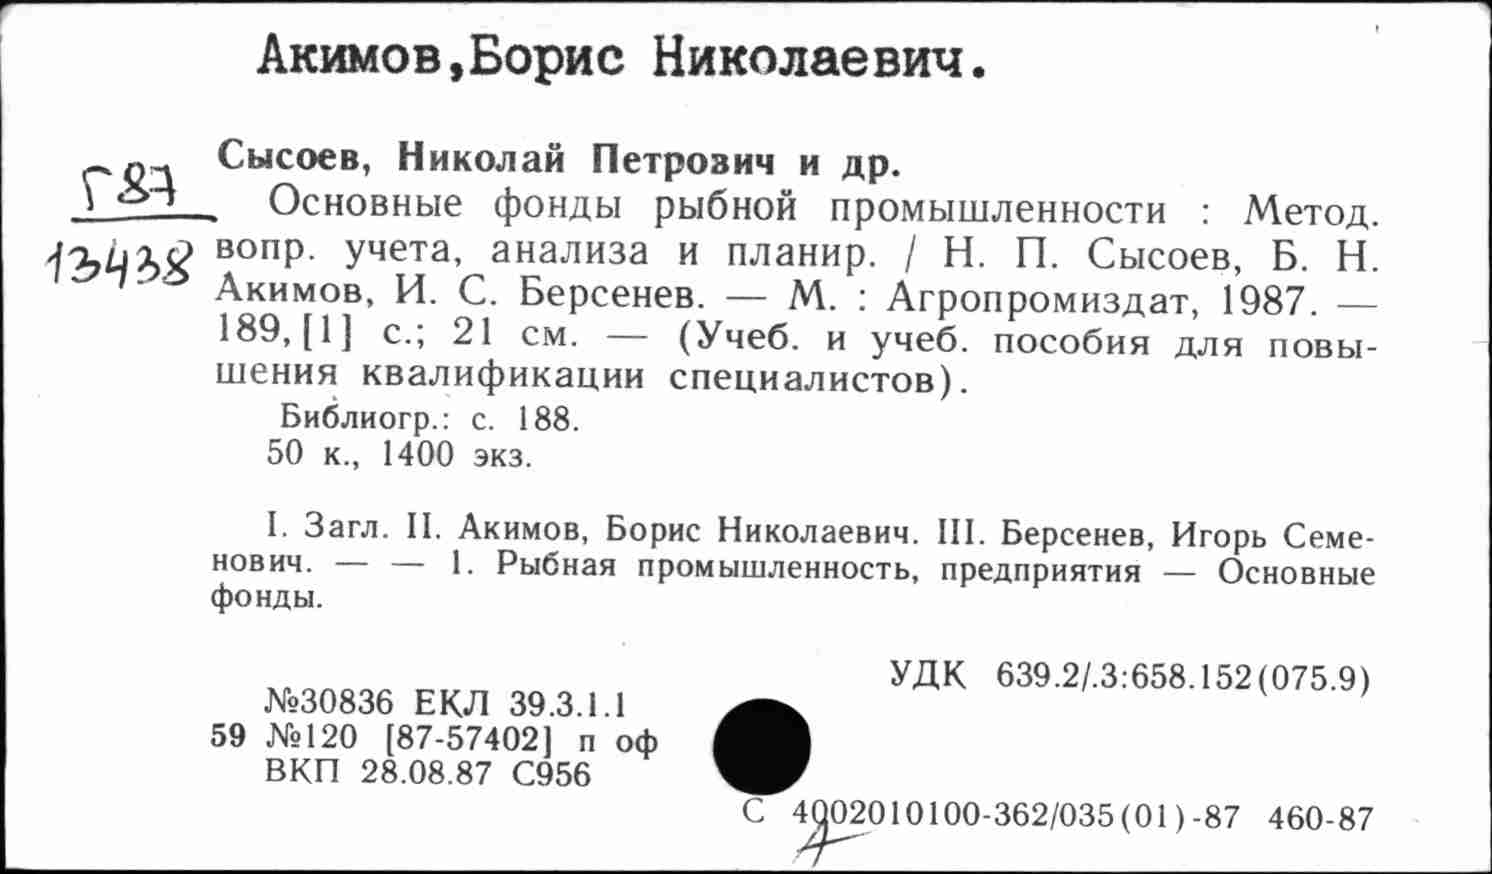 Акимов,Борис Николаевич.
Сысоев, Николай Петрович и др.
Г87
13438
Основные фонды рыбной промышленности : Метод.
вопр. учета, анализа и планир. / Н. П. Сысоев, Б. Н.
Акимов, И. С. Берсенев. — М. : Агропромиздат, 1987. —
189, [1] с.; 21 см. — (Учеб. и учеб. пособия для повы-
шения квалификации специалистов).
Библиогр.: с. 188.
50 к., 1400 экз.
I. Загл. II. Акимов, Борис Николаевич. III. Берсенев, Игорь Семе-
нович. — — 1. Рыбная промышленность, предприятия — Основные
фонды.
УДК 639.2/.3:658.152(075.9)
№30836 ЕКЛ 39.3.1.1
59 №120 [87-57402] п оф
ВКП 28.08.87 С956
С 4002010100-362/035(01)-87 460-87